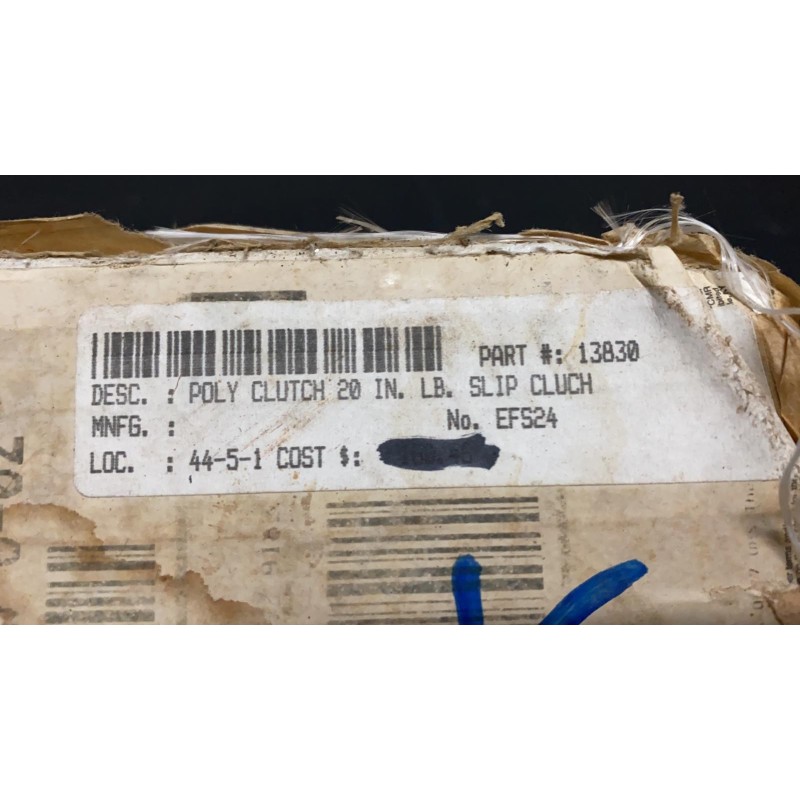 PART #: 13830
DESC. : POLY CLUTCH 20 IN. LB. SLIP CLUCH
MNFG. : No. EFS24
LOC. : 44-5-1 COST $: